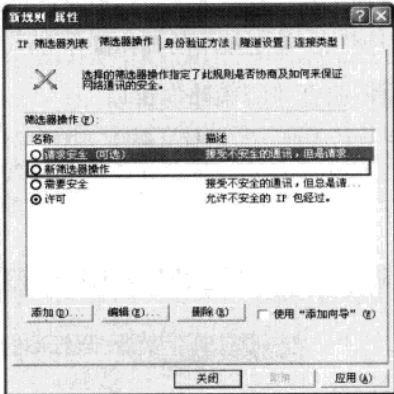 新规则 属性
IP 筛选器列表 筛选器操作 身份验证方法 隧道设置 连接类型
选择的筛选器操作指定了此规则是否协商及如何来保证
网络通讯的安全。
筛选器操作(F):
名称 描述
请求安全 (可选) 接受不安全的通讯，但是请求
新筛选器操作
需要安全 接受不安全的通讯，但总是请...
许可 允许不安全的 IP 包经过。
添加(D)... 编辑(E)... 删除(R) 使用“添加向导”(W)
关闭 取消 应用(A)